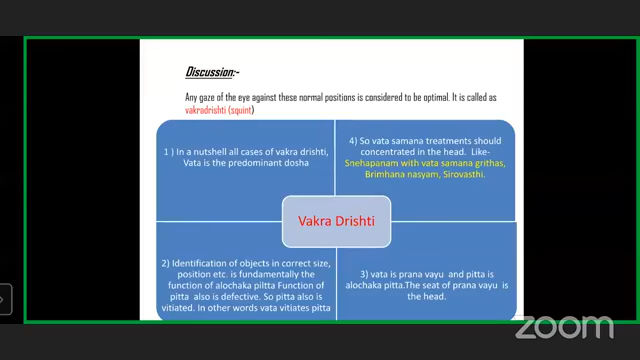 Discussion:-
Any gaze of the eye against these normal positions is considered to be optimal. It is called as
vakradrishti (squint)
1 ) In a nutshell all cases of vakra drishti,
Vata is the predominant dosha
4) So vata samana treatments should
concentrated in the head. Like-
Snehapanam with vata samana grithas,
Brimhana nasyam, Sirovasthi.
Vakra Drishti
2) Identification of objects in correct size,
position etc. is fundamentally the
function of alochaka piltta Function of
pitta also is defective. So pitta also is
vitiated. In other words vata vitiates pitta
3) vata is prana vayu and pitta is
alochaka pitta.The seat of prana vayu is
the head.
zoom